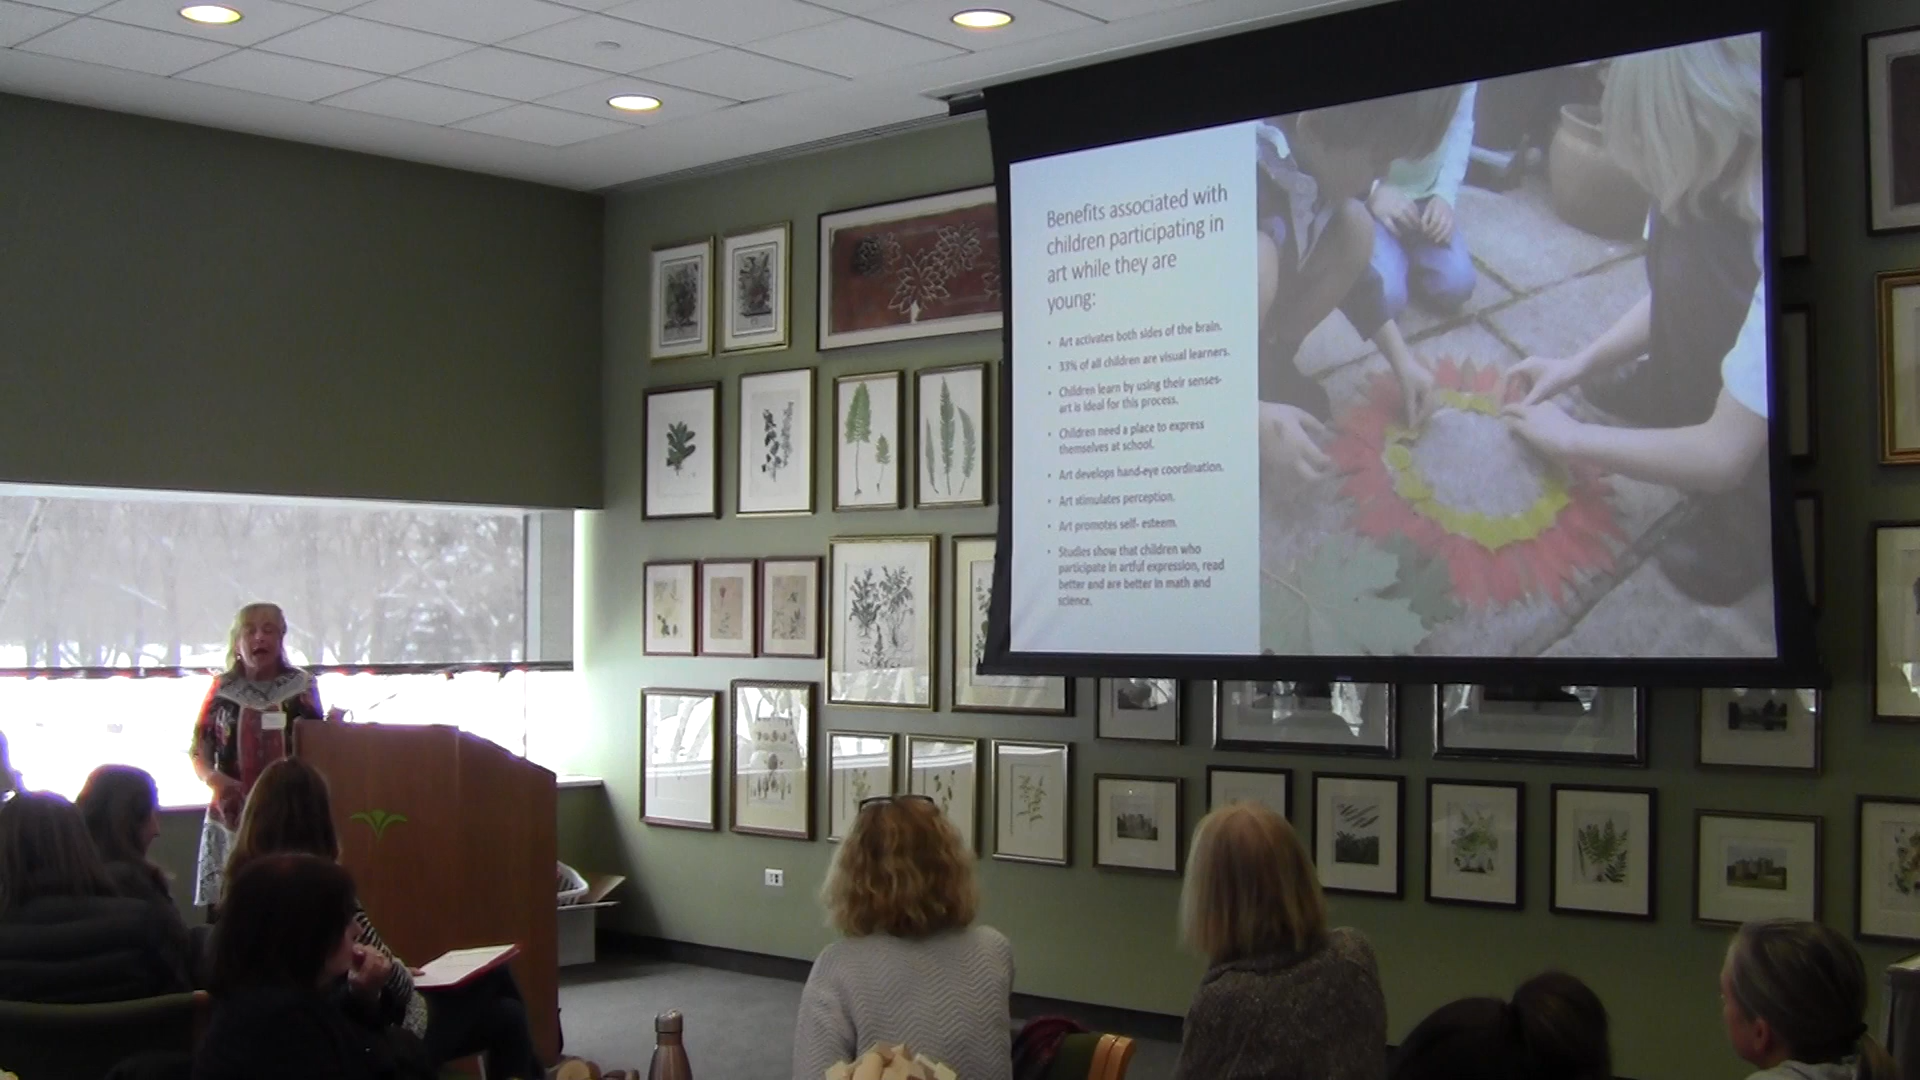 Benefits associated with
children participating in
art while they are
young:
• Art activates both sides of the brain.
• 33% of all children are visual learners.
• Children learn by using their senses-
art is ideal for this process.
• Children need a place to express
themselves at school.
• Art develops hand-eye coordination.
• Art stimulates perception.
• Art promotes self- esteem.
• Studies show that children who
participate in artful expression, read
better and are better in math and
science.